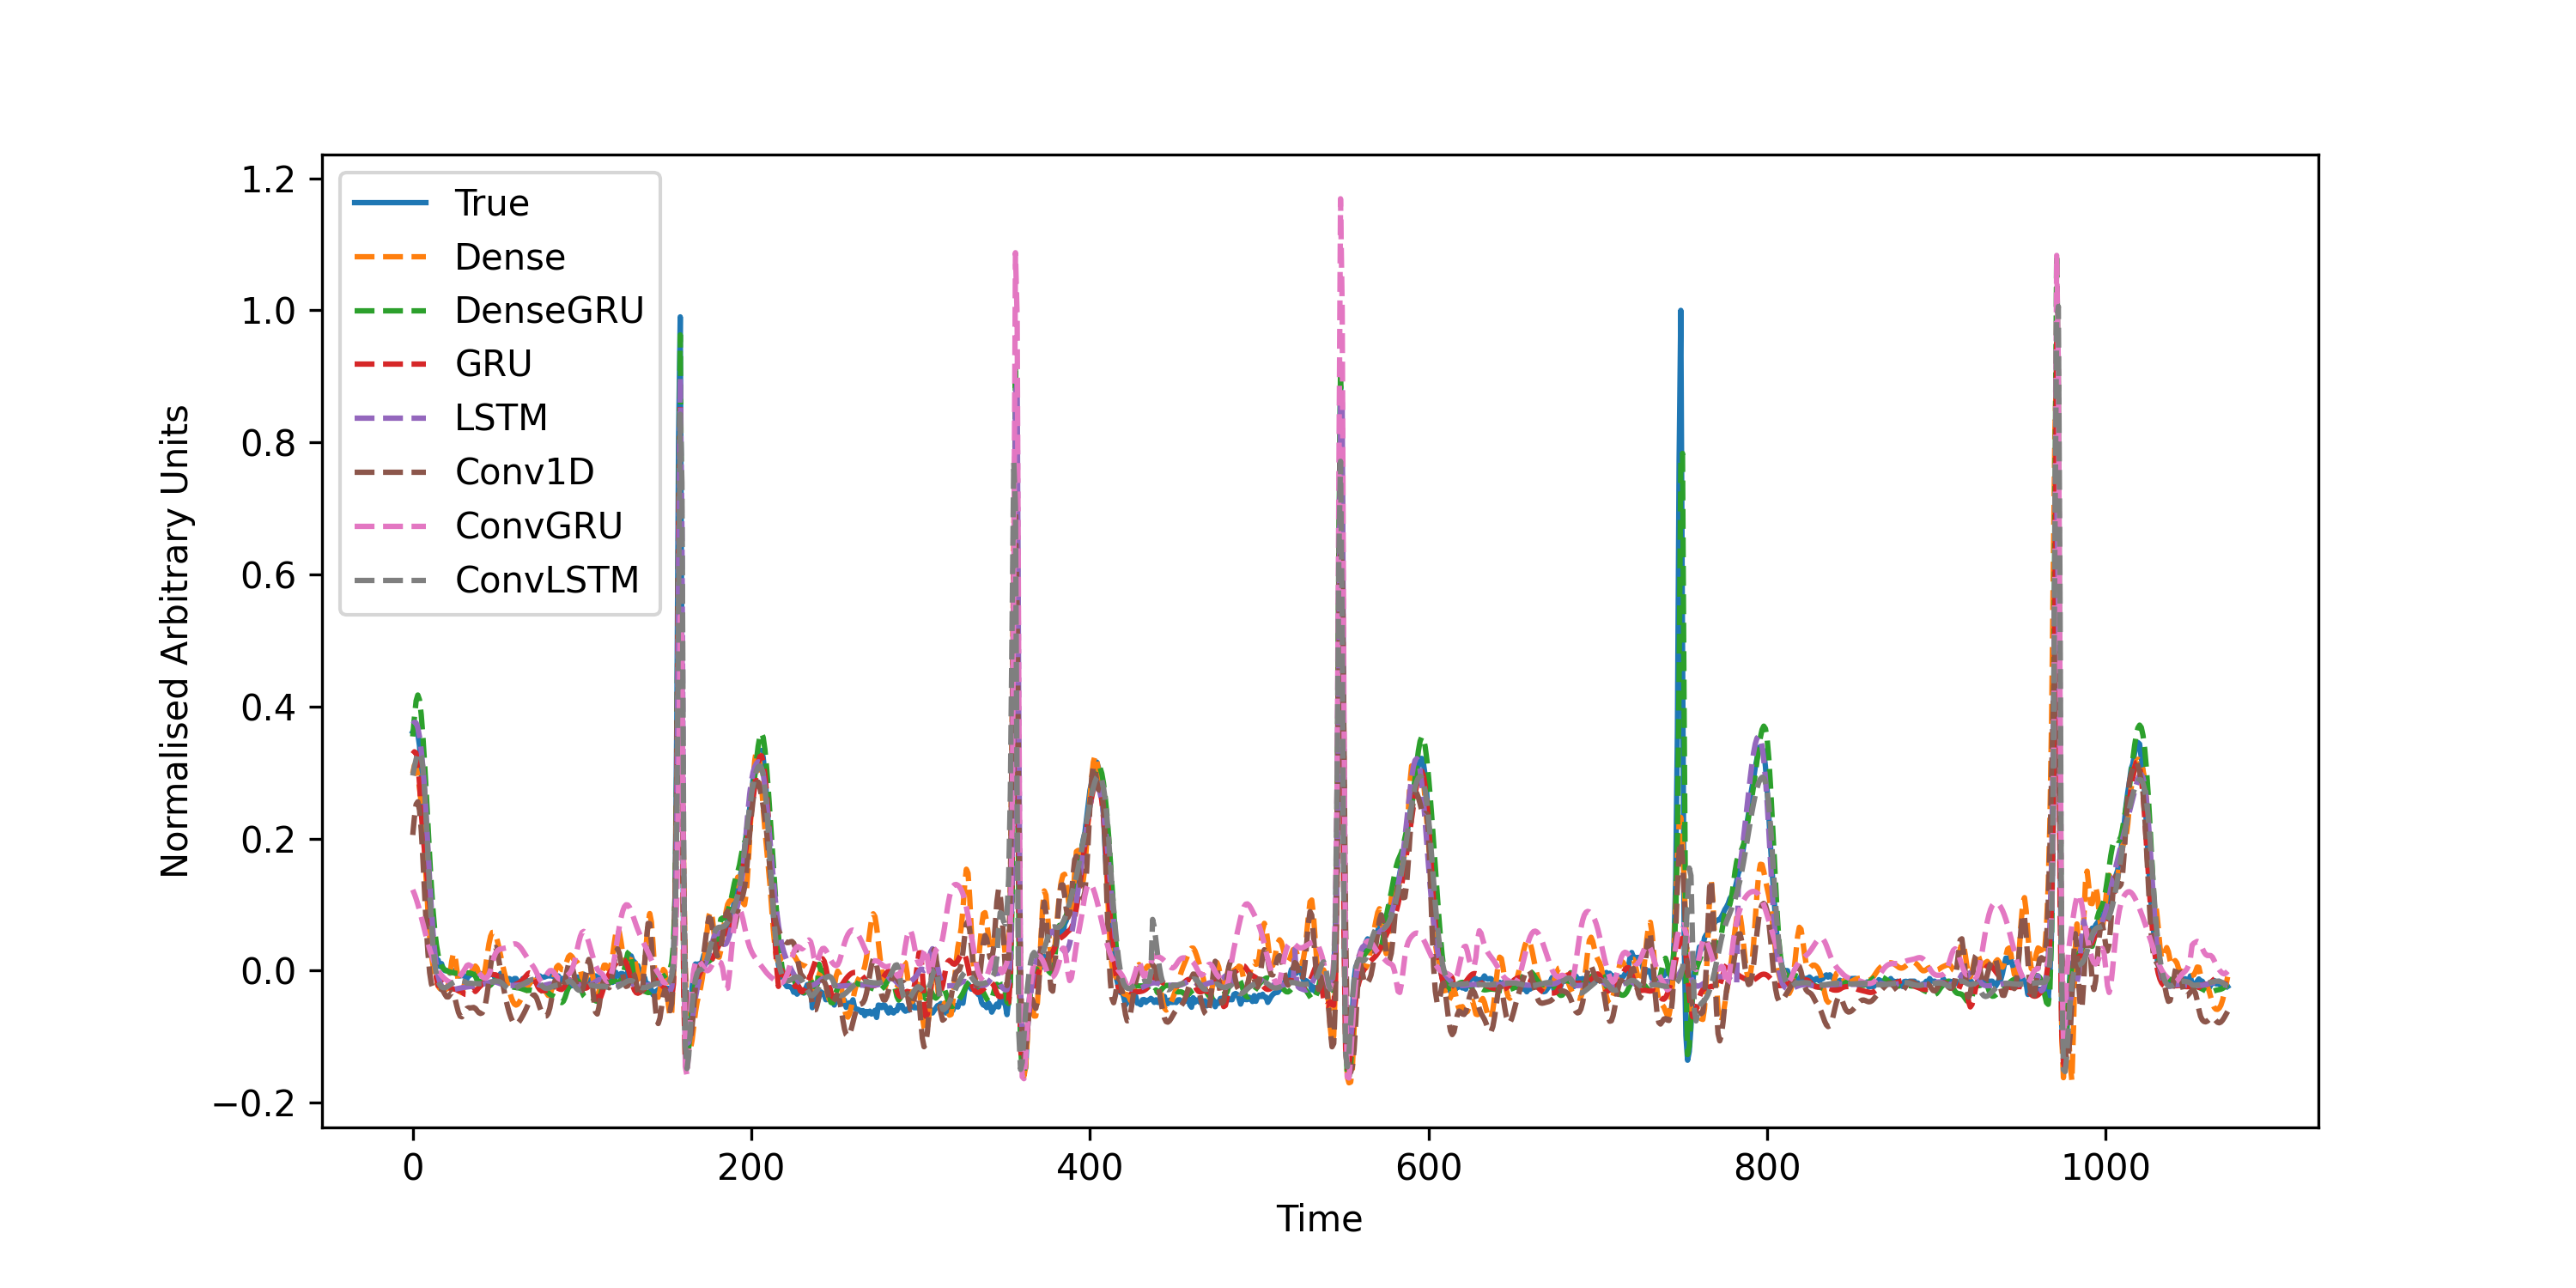 1.2
1.0
0.8
0.6
0.4
0.2
0.0
−0.2
Normalised Arbitrary Units
True
Dense
DenseGRU
GRU
LSTM
Conv1D
ConvGRU
ConvLSTM
0 200 400 600 800 1000
Time